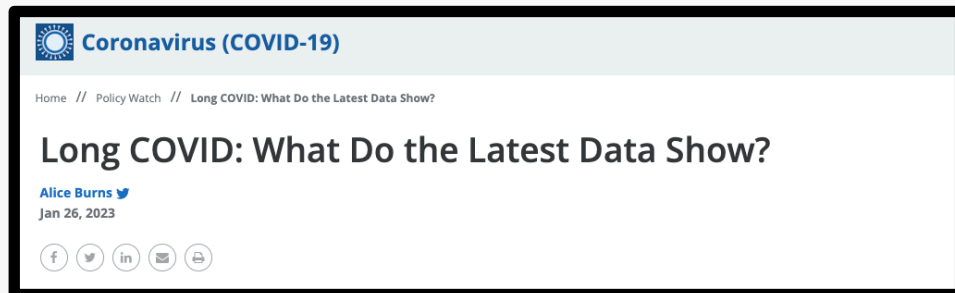 Coronavirus (COVID-19)
Home // Policy Watch // Long COVID: What Do the Latest Data Show?
Long COVID: What Do the Latest Data Show?
Alice Burns
Jan 26, 2023